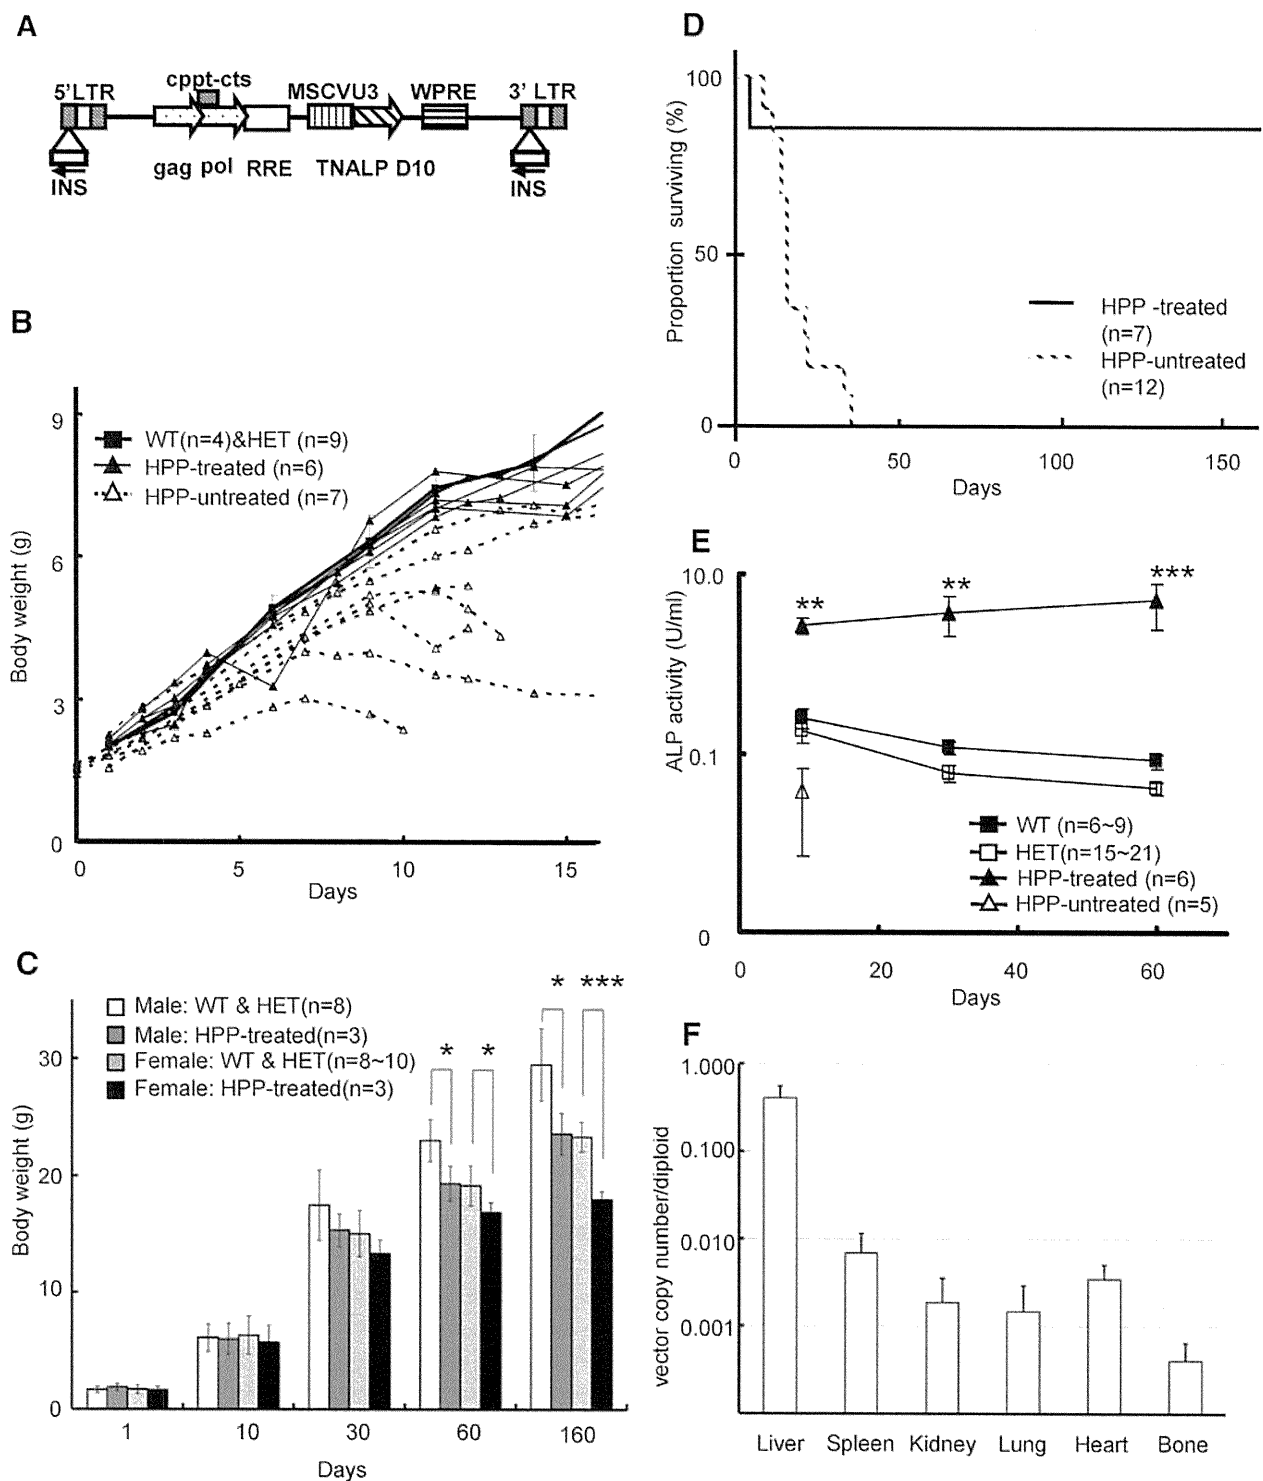 A
cppt-cts
5'LTR
MSCVU3
WPRE
3' LTR
gag
pol
RRE
TNALP D10
INS
INS
B
9
6
3
0
Body weight (g)
WT(n=4)&HET (n=9)
HPP-treated (n=6)
HPP-untreated (n=7)
0
5
10
15
Days
C
30
20
10
0
Body weight (g)
Male: WT & HET(n=8)
Male: HPP-treated(n=3)
Female: WT & HET(n=8~10)
Female: HPP-treated(n=3)
*
*
*
***
1
10
30
60
160
Days
D
100
50
0
Proportion surviving (%)
HPP -treated
(n=7)
HPP-untreated
(n=12)
0
50
100
150
Days
E
10.0
0.1
0
ALP activity (U/ml)
**
**
***
WT (n=6~9)
HET(n=15~21)
HPP-treated (n=6)
HPP-untreated (n=5)
0
20
40
60
Days
F
1.000
0.100
0.010
0.001
vector copy number/diploid
Liver
Spleen
Kidney
Lung
Heart
Bone